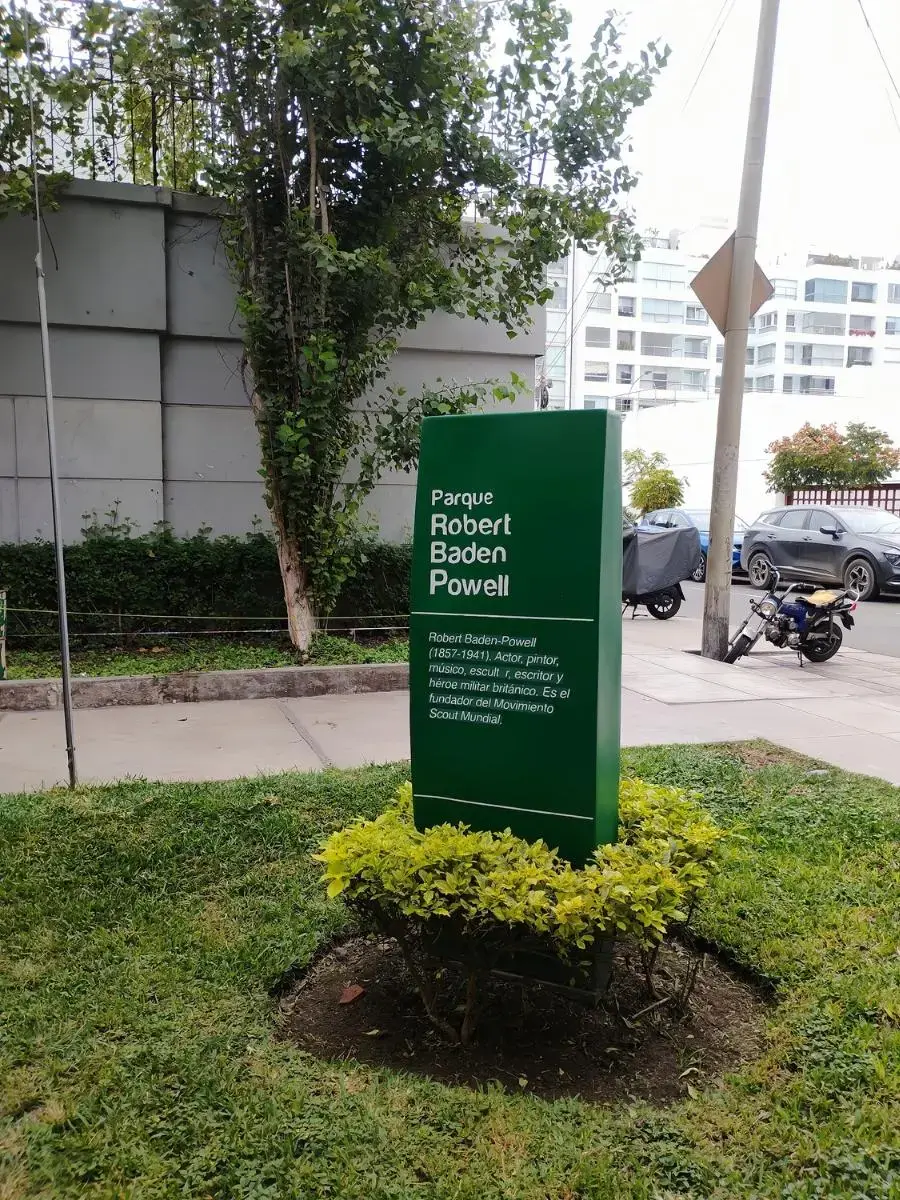 Parque
Robert
Baden
Powell
Robert Baden-Powell
(1857-1941). Actor, pintor,
músico, escult r, escritor y
héroe militar británico. Es el
fundador del Movimiento
Scout Mundial.